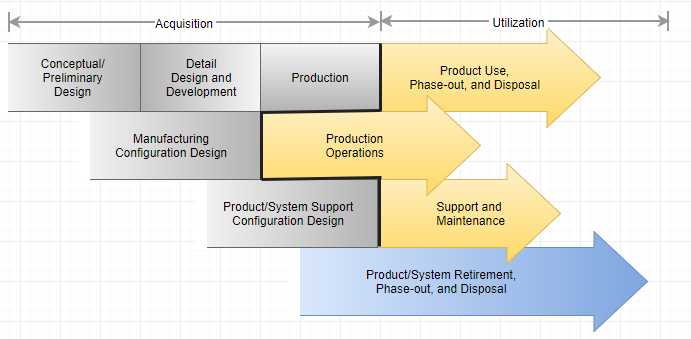 Acquisition
Utilization
Conceptual/
Preliminary
Design
Detail
Design and
Development
Production
Product Use,
Phase-out, and Disposal
Manufacturing
Configuration Design
Production
Operations
Product/System Support
Configuration Design
Support and
Maintenance
Product/System Retirement,
Phase-out, and Disposal